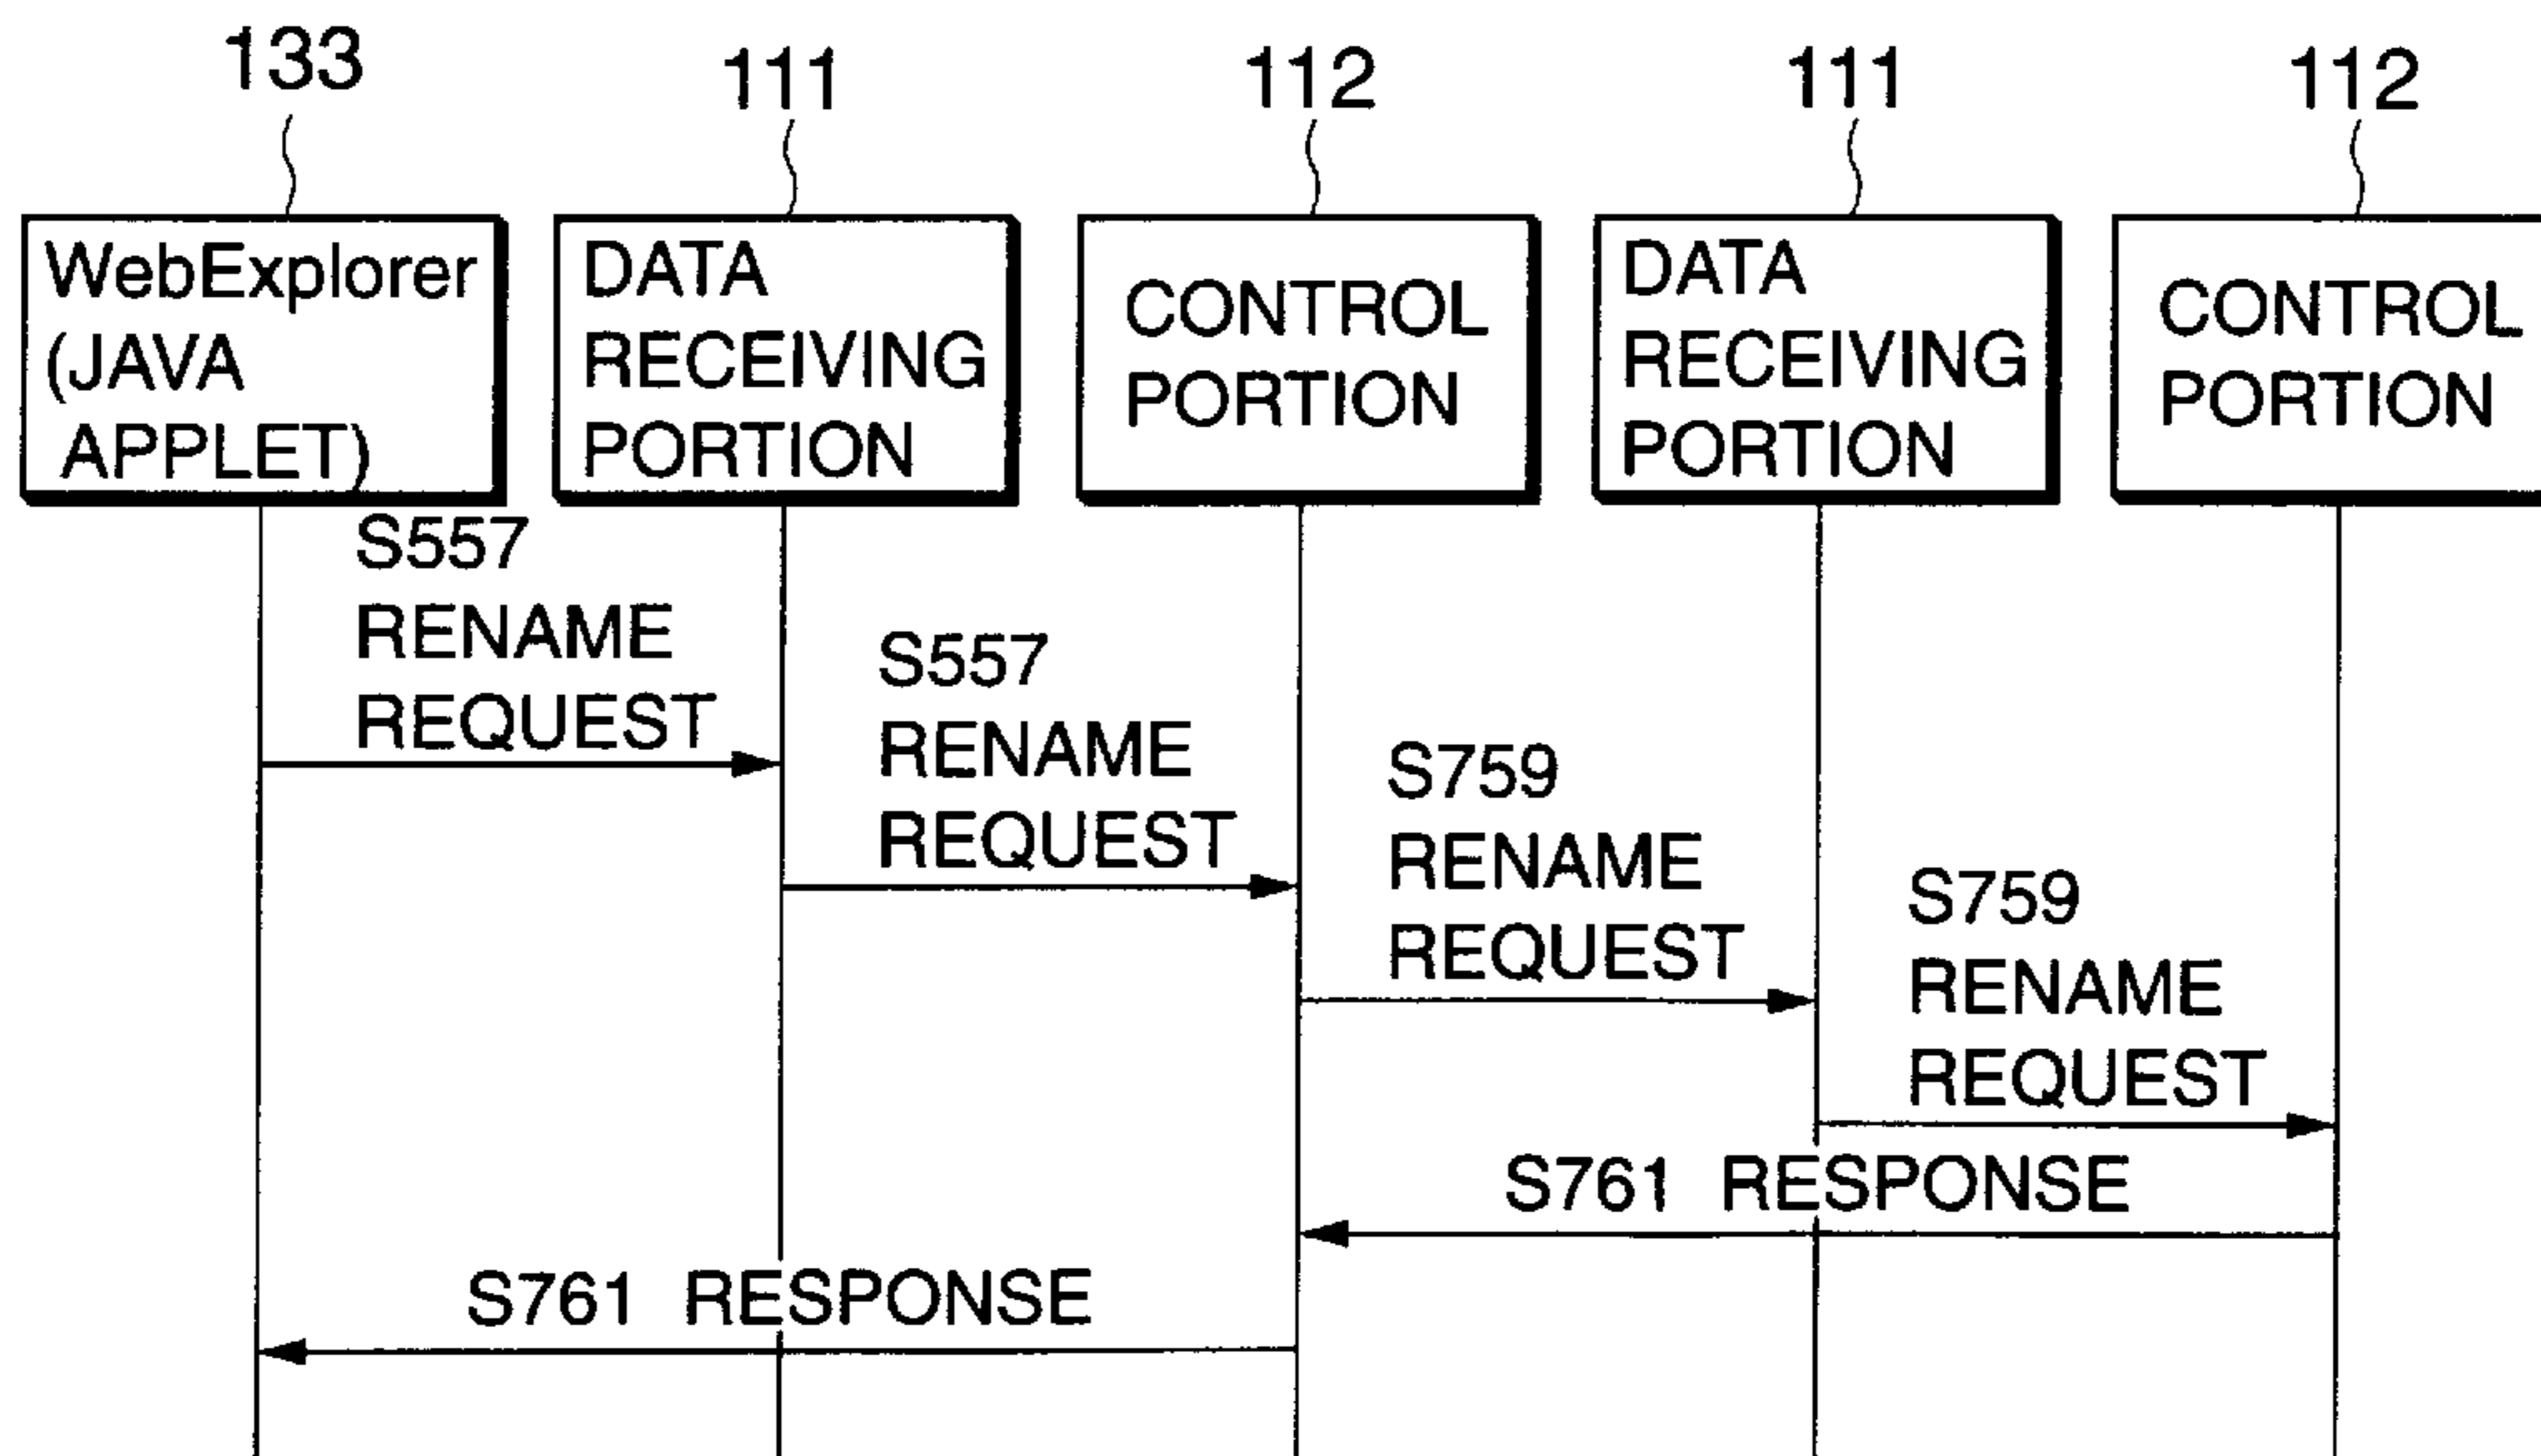 133
111
112
111
112
WebExplorer
(JAVA
APPLET)
DATA
RECEIVING
PORTION
CONTROL
PORTION
DATA
RECEIVING
PORTION
CONTROL
PORTION
S557
RENAME
REQUEST
S557
RENAME
REQUEST
S759
RENAME
REQUEST
S759
RENAME
REQUEST
S761 RESPONSE
S761 RESPONSE